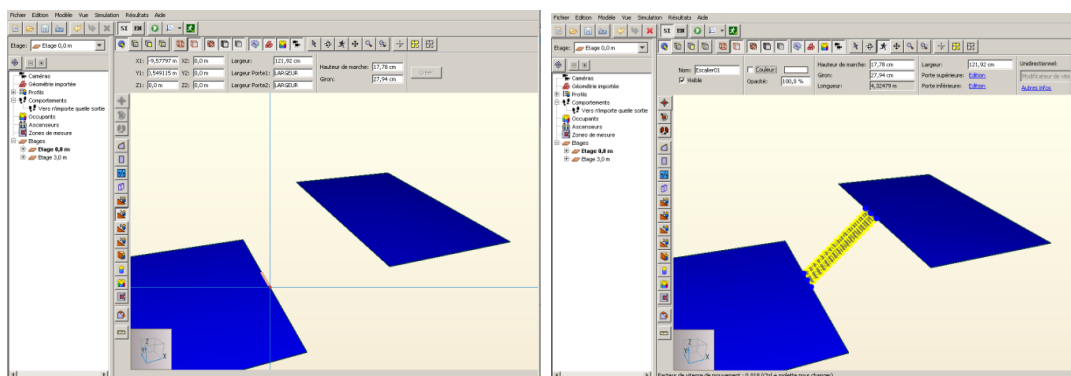 Fichier Edition Modèle Vue Simulation Résultats Aide
SI EN
Etage: Etage 0,0 m
X1: -9,57797 m X2: 0,0 m Largeur: 121,92 cm
Y1: 1,549115 m Y2: 0,0 m Largeur Porte1: LARGEUR
Z1: 0,0 m Z2: 0,0 m Largeur Porte2: LARGEUR
Hauteur de marche: 17,78 cm
Giron: 27,94 cm
Créer
Caméras
Géométrie importée
Profils
Comportements
Vers n'importe quelle sortie
Occupants
Ascenseurs
Zones de mesure
Etages
Etage 0,0 m
Etage 3,0 m
Z
Y
X
Fichier Edition Modèle Vue Simulation Résultats Aide
SI EN
Etage: Etage 0,0 m
Nom: Escalier01
Visible
Couleur:
Opacité: 100,0 %
Hauteur de marche: 17,78 cm
Giron: 27,94 cm
Longueur: 4,32479 m
Largeur: 121,92 cm
Porte supérieure: Edition
Porte inférieure: Edition
Unidirectionnel:
Modificateur de
Autres infos
Caméras
Géométrie importée
Profils
Comportements
Vers n'importe quelle sortie
Occupants
Ascenseurs
Zones de mesure
Etages
Etage 0,0 m
Etage 3,0 m
Z
Y
X